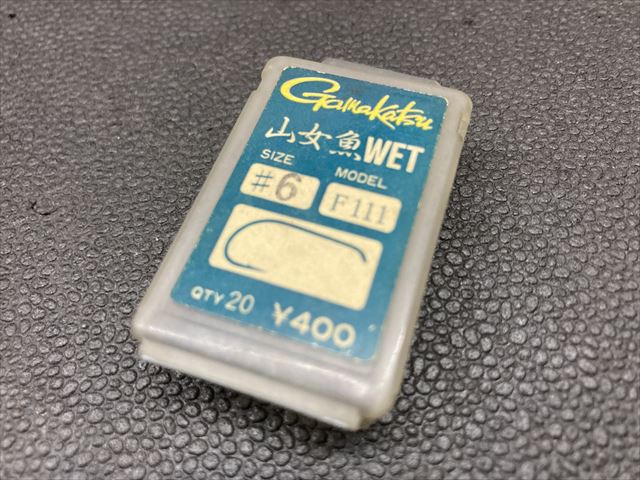 Gamakatsu
山女魚WET
SIZE MODEL
#6 F111
QTY 20 ¥400